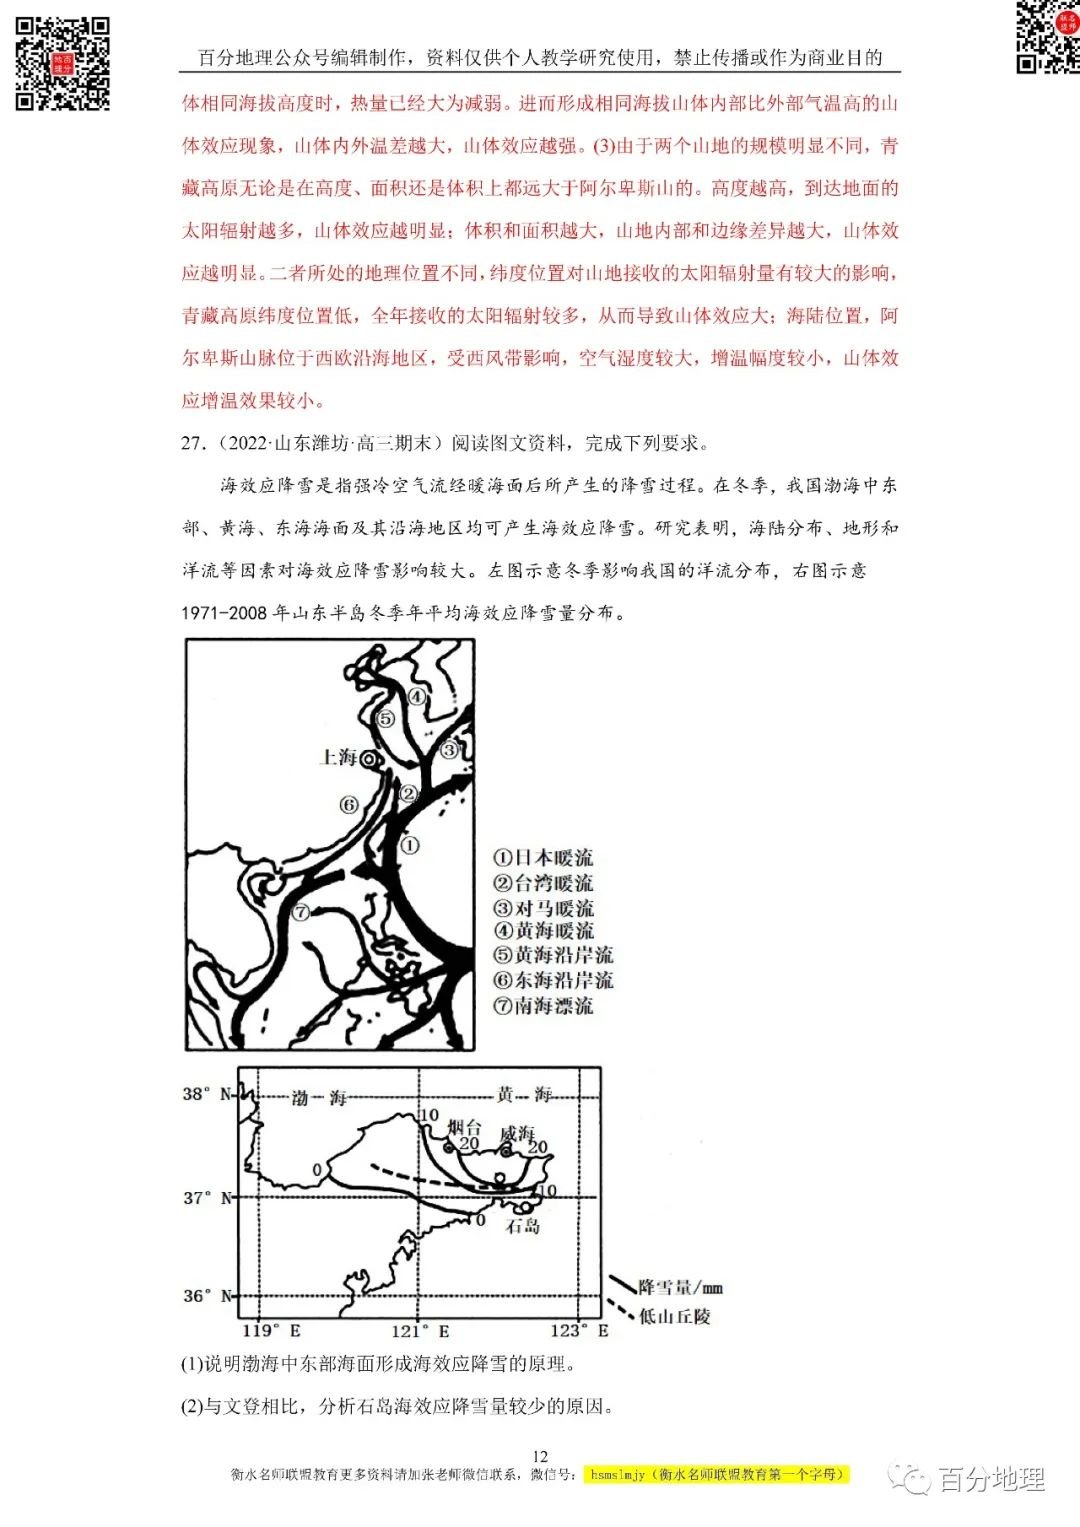 百分地理公众号编辑制作，资料仅供个人教学研究使用，禁止传播或作为商业目的
体相同海拔高度时，热量已经大为减弱。进而形成相同海拔山体内部比外部气温高的山
体效应现象，山体内外温差越大，山体效应越强。(3)由于两个山地的规模明显不同，青
藏高原无论是在高度、面积还是体积上都远大于阿尔卑斯山的。高度越高，到达地面的
太阳辐射越多，山体效应越明显；体积和面积越大，山地内部和边缘差异越大，山体效
应越明显。二者所处的地理位置不同，纬度位置对山地接收的太阳辐射量有较大的影响，
青藏高原纬度位置低，全年接收的太阳辐射较多，从而导致山体效应大；海陆位置，阿
尔卑斯山脉位于西欧沿海地区，受西风带影响，空气湿度较大，增温幅度较小，山体效
应增温效果较小。
27．（2022·山东潍坊·高三期末）阅读图文资料，完成下列要求。
海效应降雪是指强冷空气流经暖海面后所产生的降雪过程。在冬季，我国渤海中东
部、黄海、东海海面及其沿海地区均可产生海效应降雪。研究表明，海陆分布、地形和
洋流等因素对海效应降雪影响较大。左图示意冬季影响我国的洋流分布，右图示意
1971-2008 年山东半岛冬季年平均海效应降雪量分布。
④
⑤
③
上海
②
⑥
①
⑦
①日本暖流
②台湾暖流
③对马暖流
④黄海暖流
⑤黄海沿岸流
⑥东海沿岸流
⑦南海漂流
38° N
渤 海
黄 海
10
烟台
威海
20
20
0
37° N
10
0
石岛
36° N
降雪量/mm
低山丘陵
119° E
121° E
123° E
(1)说明渤海中东部海面形成海效应降雪的原理。
(2)与文登相比，分析石岛海效应降雪量较少的原因。
12
衡水名师联盟教育更多资料请加张老师微信联系，微信号： hsmslmjy（衡水名师联盟教育第一个字母）
百分地理